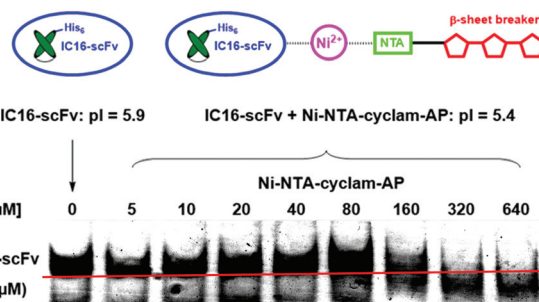 His6
IC16-scFv
His6
IC16-scFv
Ni2+
NTA
β-sheet breaker
IC16-scFv: pI = 5.9
IC16-scFv + Ni-NTA-cyclam-AP: pI = 5.4
Ni-NTA-cyclam-AP
µM] 0 5 10 20 40 80 160 320 640
-scFv
µM)